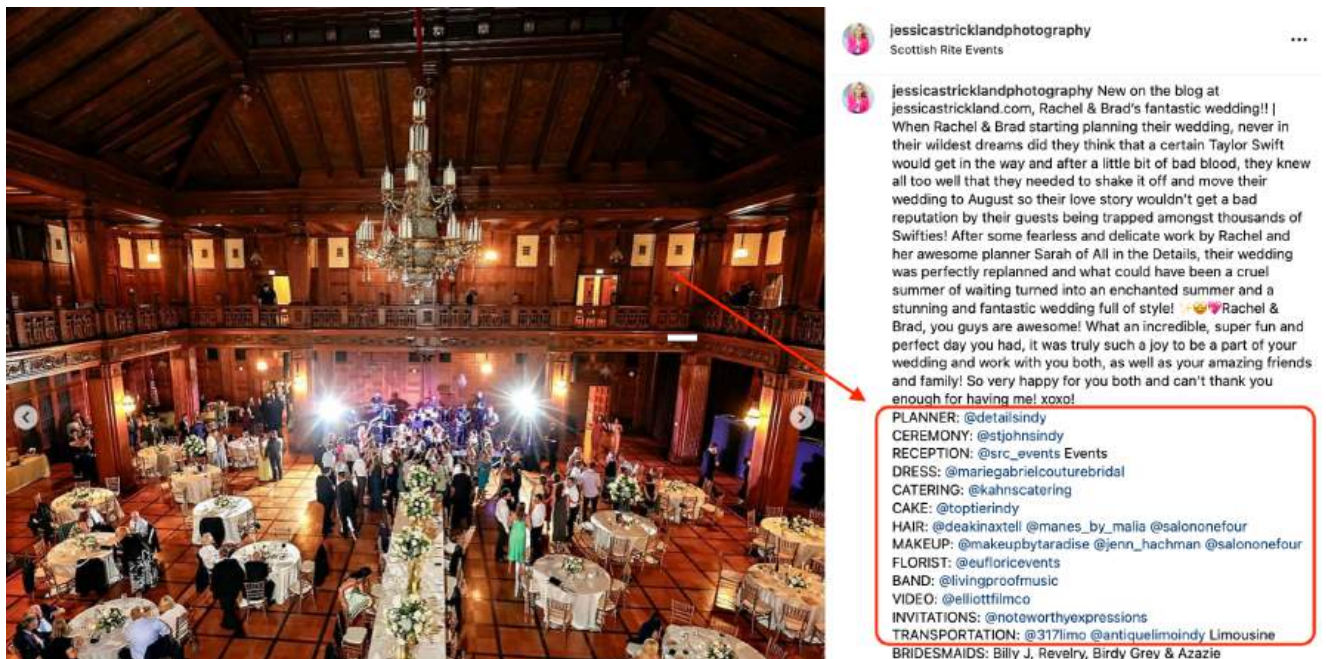 jessicastricklandphotography
Scottish Rite Events
jessicastricklandphotography New on the blog at
jessicastrickland.com, Rachel & Brad's fantastic wedding!! |
When Rachel & Brad starting planning their wedding, never in
their wildest dreams did they think that a certain Taylor Swift
would get in the way and after a little bit of bad blood, they knew
all too well that they needed to shake it off and move their
wedding to August so their love story wouldn't get a bad
reputation by their guests being trapped amongst thousands of
Swifties! After some fearless and delicate work by Rachel and
her awesome planner Sarah of All in the Details, their wedding
was perfectly replanned and what could have been a cruel
summer of waiting turned into an enchanted summer and a
stunning and fantastic wedding full of style! ✨🤩💖Rachel &
Brad, you guys are awesome! What an incredible, super fun and
perfect day you had, it was truly such a joy to be a part of your
wedding and work with you both, as well as your amazing friends
and family! So very happy for you both and can't thank you
enough for having me! xoxo!
PLANNER: @detailsindy
CEREMONY: @stjohnsindy
RECEPTION: @src_events Events
DRESS: @mariegabrielcouturebridal
CATERING: @kahnscatering
CAKE: @toptierindy
HAIR: @deakinaxtell @manes_by_malia @salononefour
MAKEUP: @makeupbytaradise @jenn_hachman @salononefour
FLORIST: @eufloricevents
BAND: @livingproofmusic
VIDEO: @elliottfilmco
INVITATIONS: @noteworthyexpressions
TRANSPORTATION: @317limo @antiquelimoindy Limousine
BRIDESMAIDS: Billy J, Revelry, Birdy Grey & Azazie